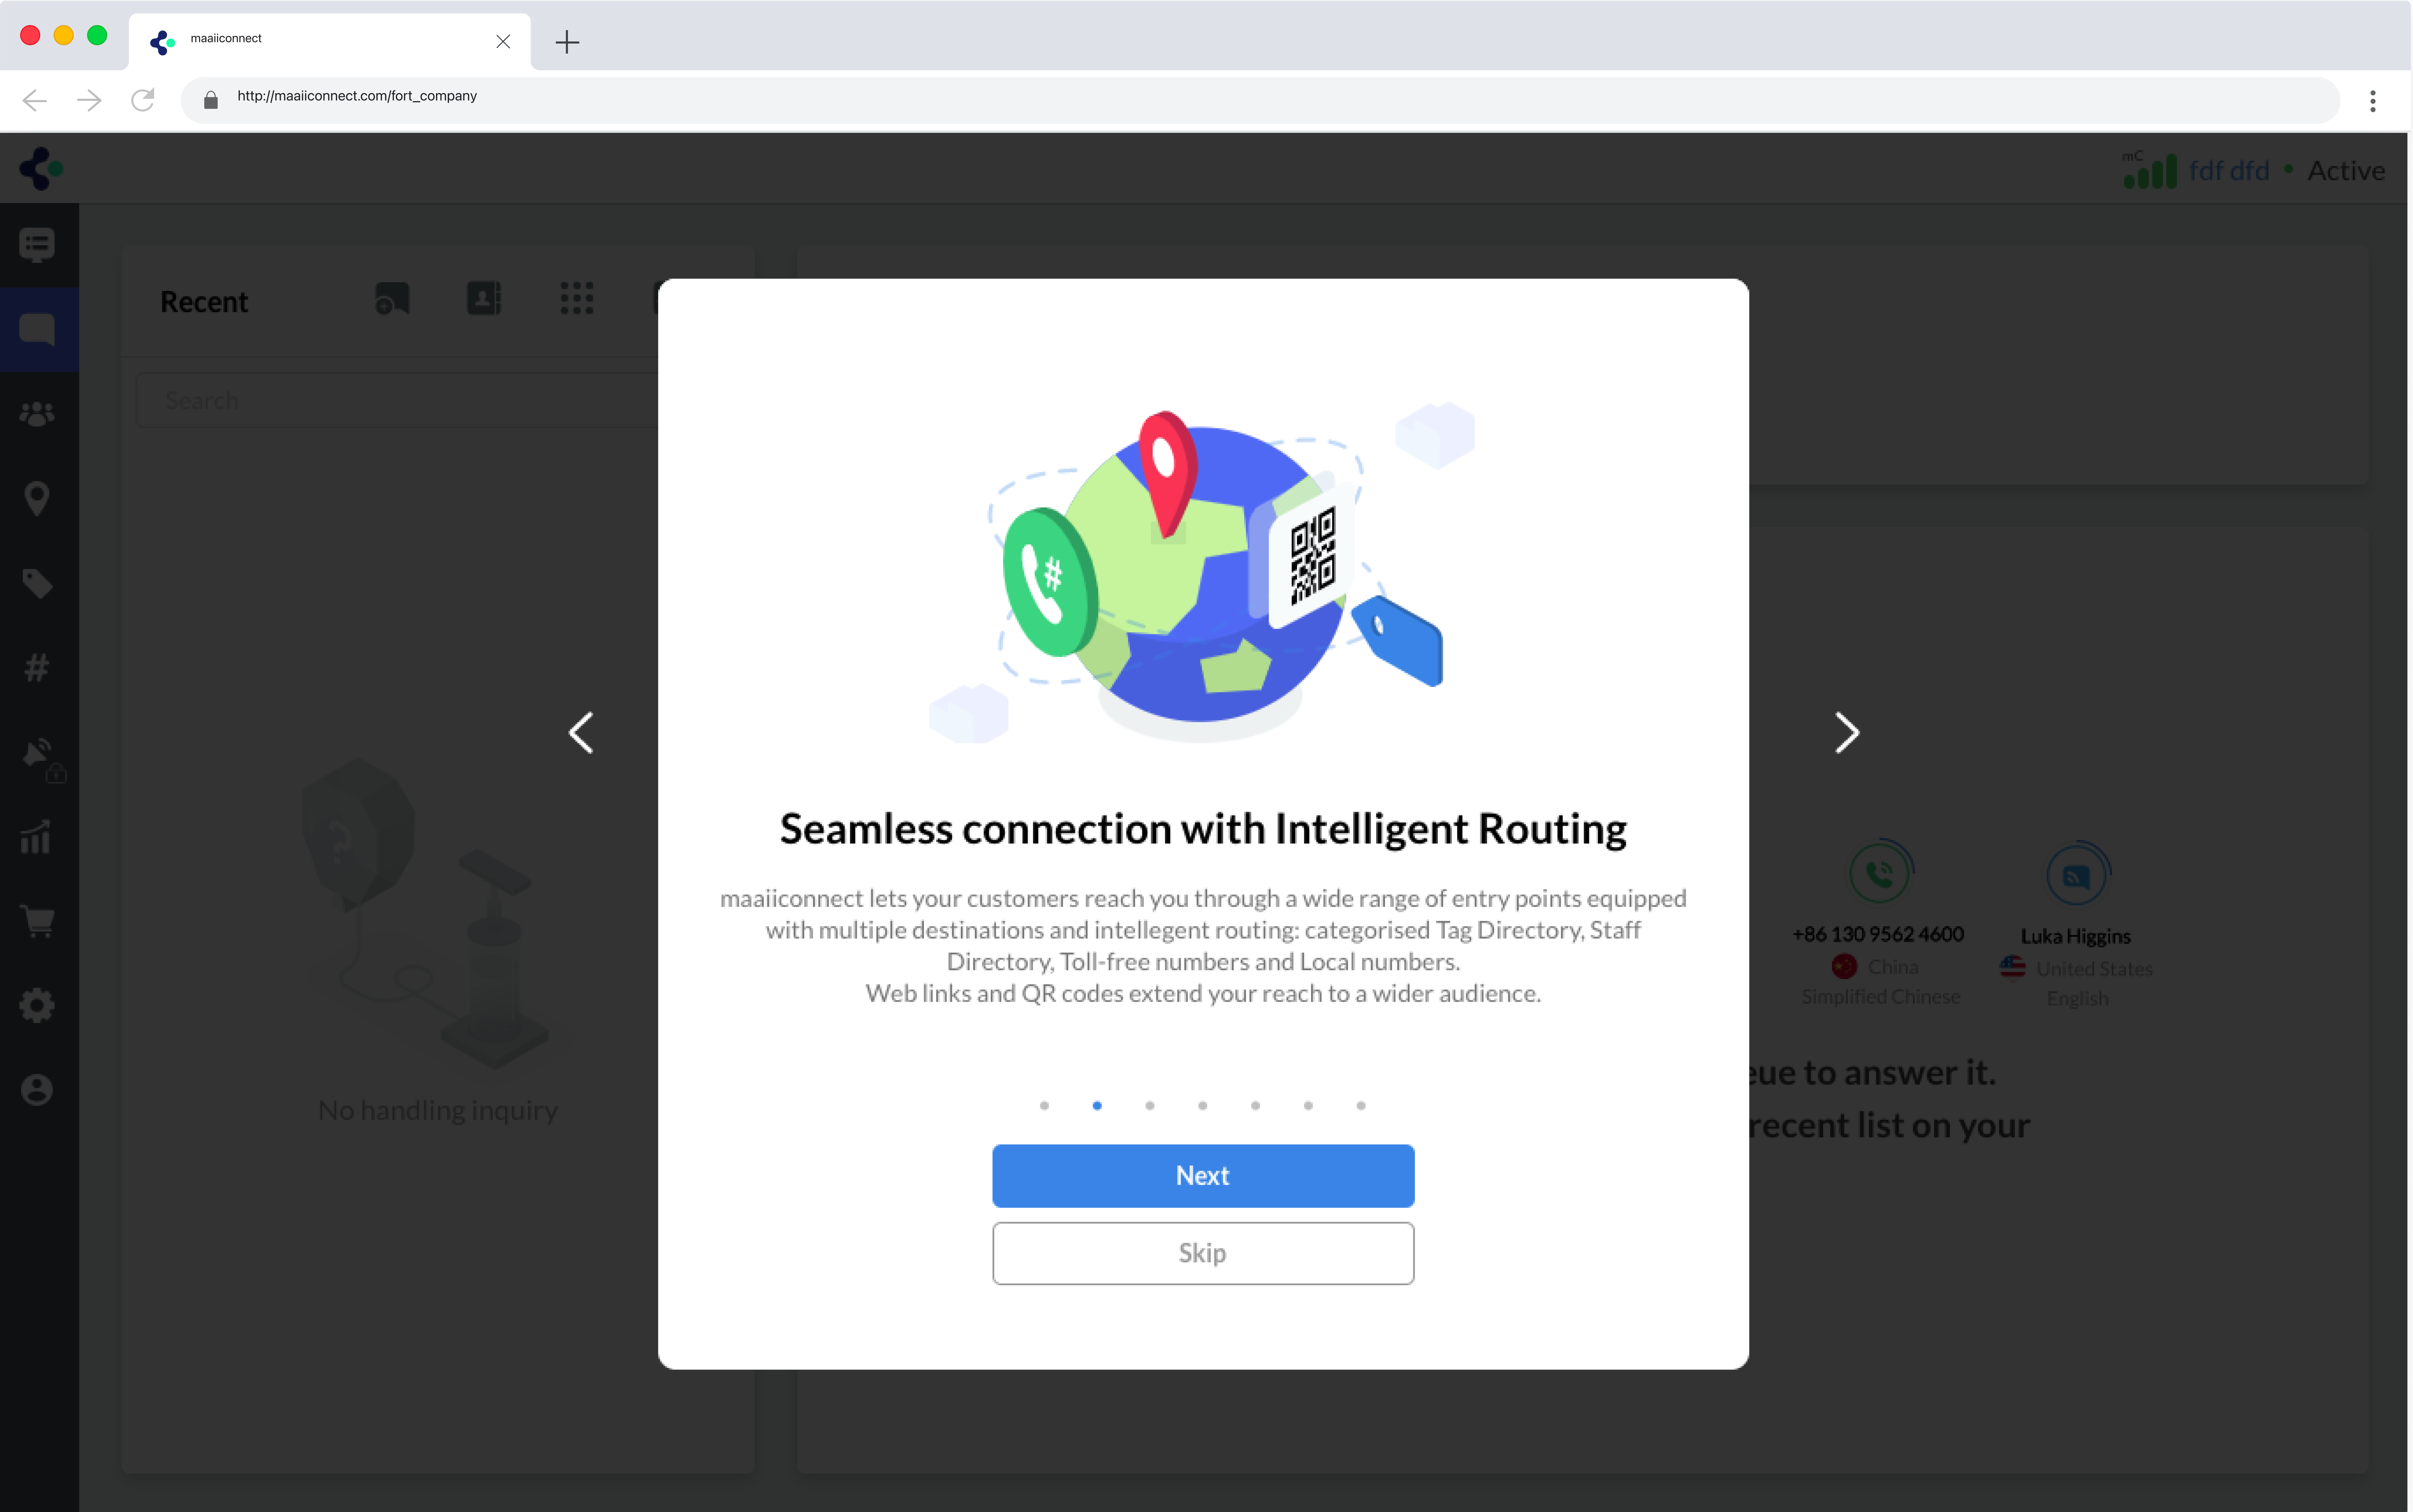 maaiiconnect
http://maaiiconnect.com/fort_company
mC
fdf dfd • Active
Recent
Search
Seamless connection with Intelligent Routing
maaiiconnect lets your customers reach you through a wide range of entry points equipped
with multiple destinations and intellegent routing: categorised Tag Directory, Staff
Directory, Toll-free numbers and Local numbers.
Web links and QR codes extend your reach to a wider audience.
Next
Skip
No handling inquiry
+86 130 9562 4600
China
Simplified Chinese
Luka Higgins
United States
English
to answer it.
recent list on your